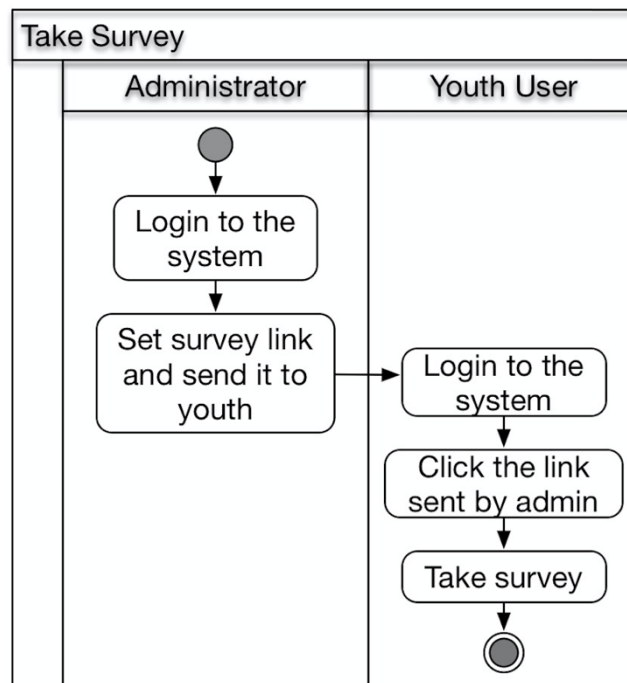 Take Survey
Administrator
Youth User
Login to the
system
Set survey link
and send it to
youth
Login to the
system
Click the link
sent by admin
Take survey